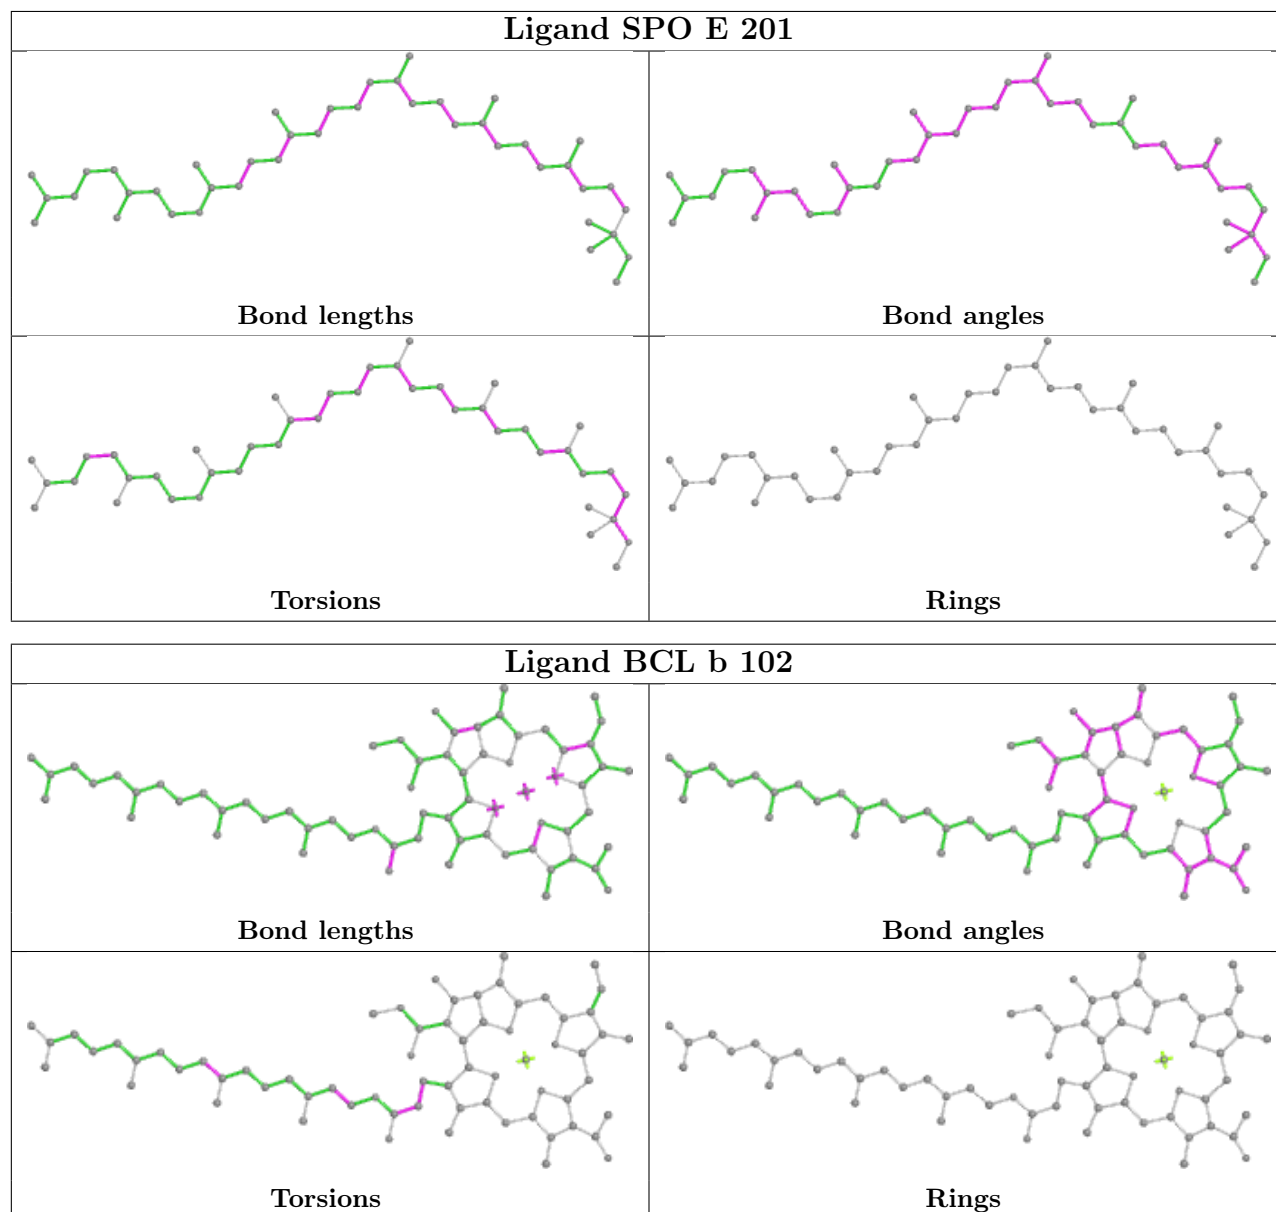 Ligand SPO E 201
Bond lengths
Bond angles
Torsions
Rings
Ligand BCL b 102
Bond lengths
Bond angles
Torsions
Rings